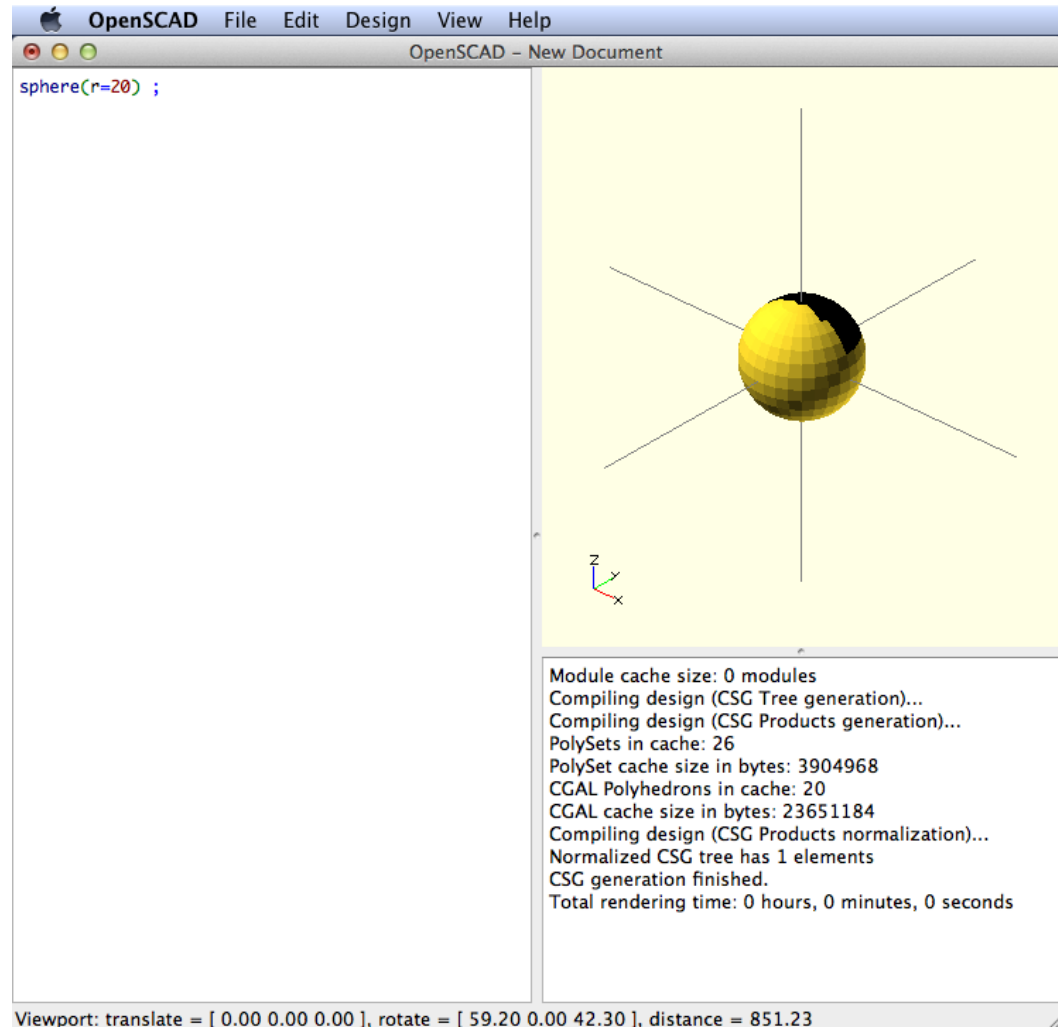 OpenSCAD File Edit Design View Help
OpenSCAD – New Document
sphere(r=20) ;
Z
Y
X
Module cache size: 0 modules
Compiling design (CSG Tree generation)...
Compiling design (CSG Products generation)...
PolySets in cache: 26
PolySet cache size in bytes: 3904968
CGAL Polyhedrons in cache: 20
CGAL cache size in bytes: 23651184
Compiling design (CSG Products normalization)...
Normalized CSG tree has 1 elements
CSG generation finished.
Total rendering time: 0 hours, 0 minutes, 0 seconds
Viewport: translate = [ 0.00 0.00 0.00 ], rotate = [ 59.20 0.00 42.30 ], distance = 851.23